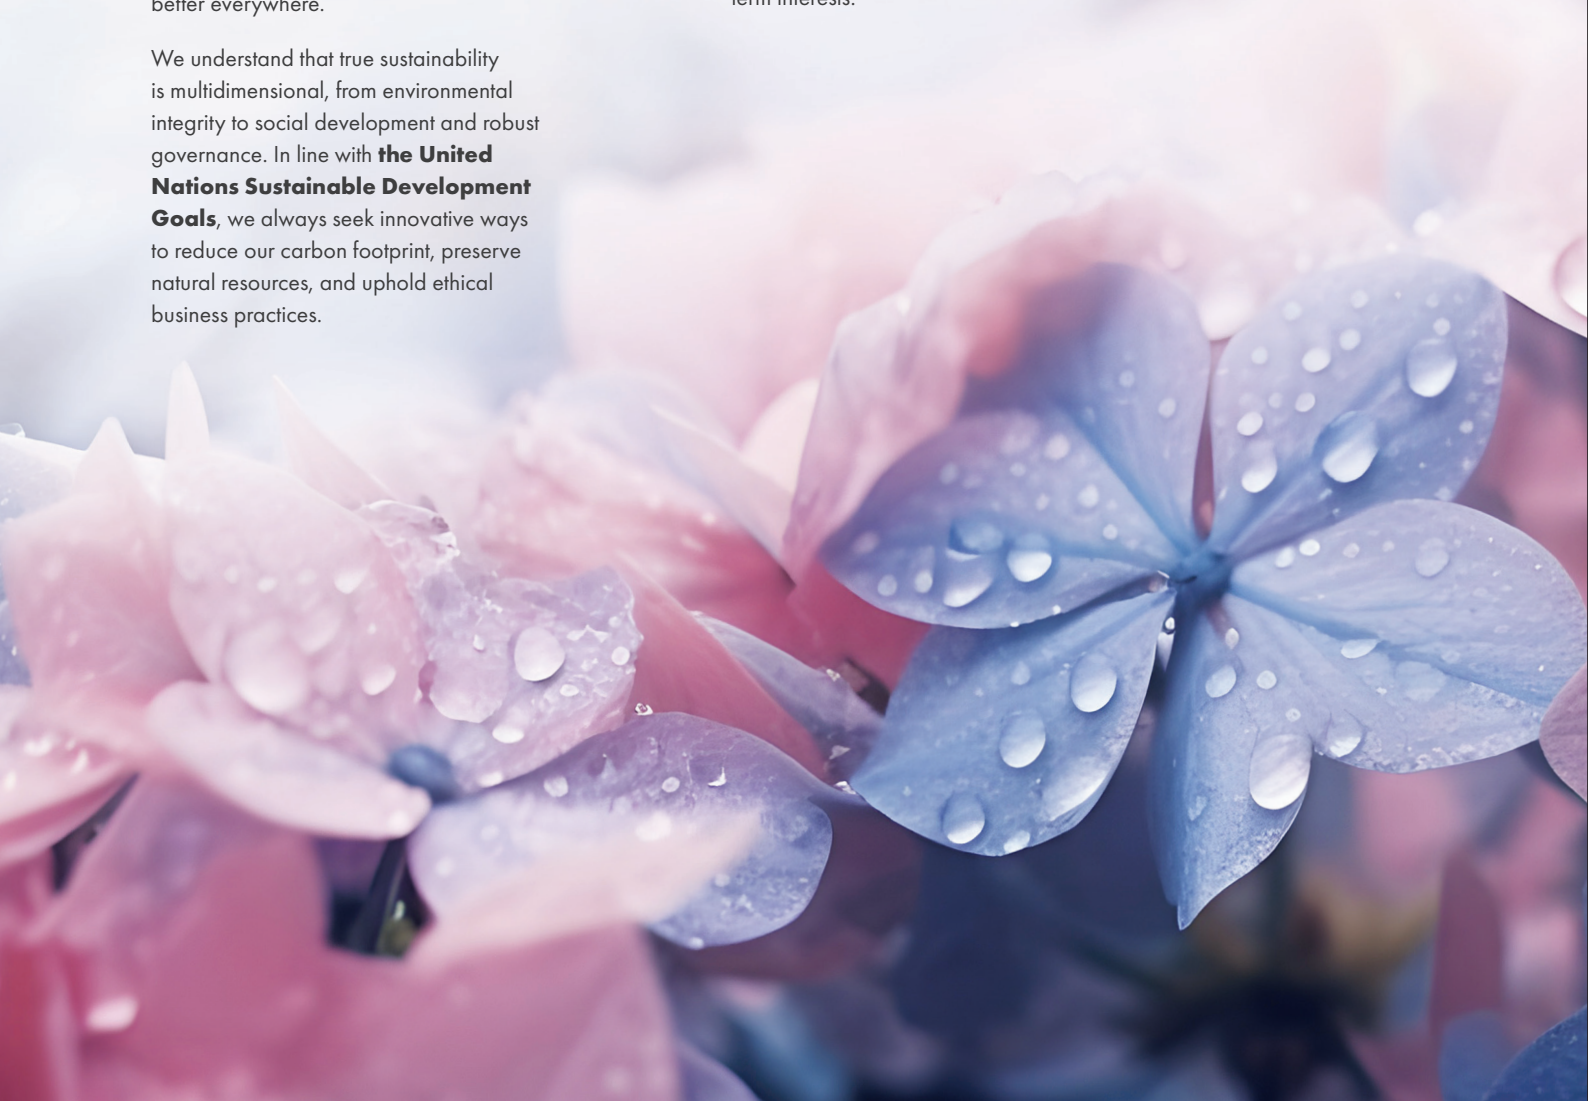 better everywhere.
We understand that true sustainability
is multidimensional, from environmental
integrity to social development and robust
governance. In line with the United
Nations Sustainable Development
Goals, we always seek innovative ways
to reduce our carbon footprint, preserve
natural resources, and uphold ethical
business practices.
term interests.